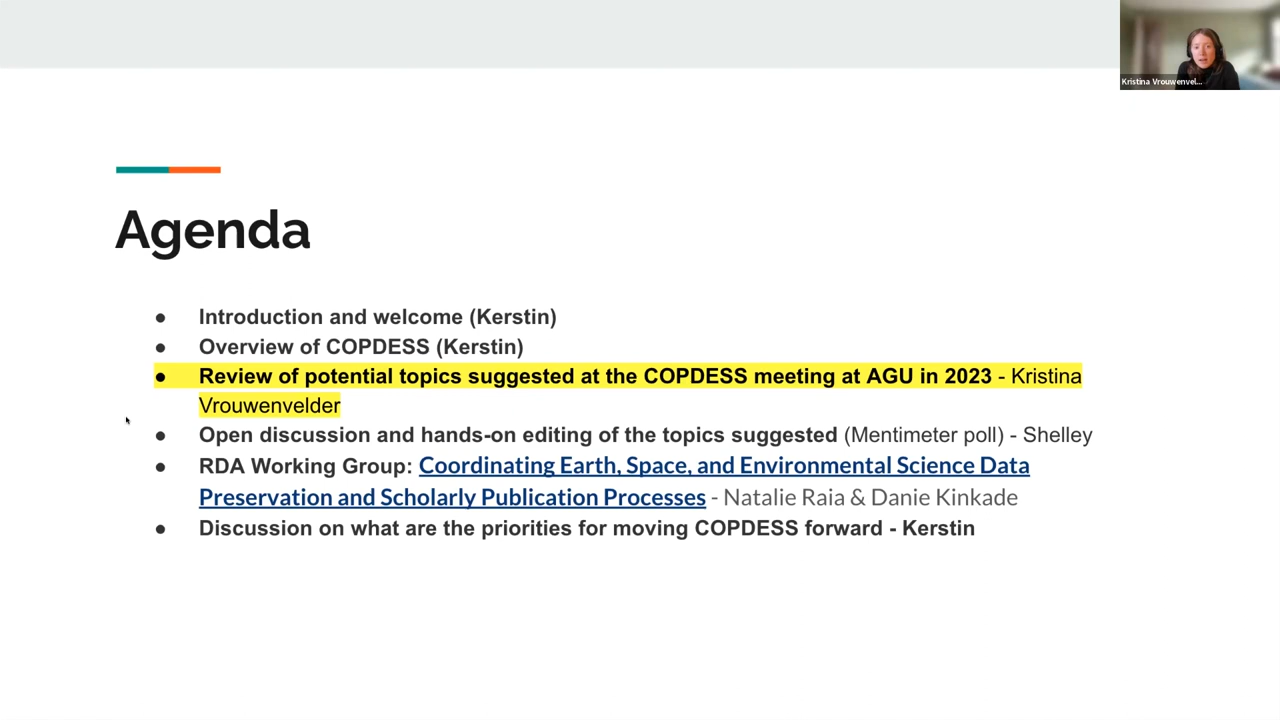 Kristina Vrouwenvel...
Agenda
● Introduction and welcome (Kerstin)
● Overview of COPDESS (Kerstin)
● Review of potential topics suggested at the COPDESS meeting at AGU in 2023 - Kristina
Vrouwenvelder
● Open discussion and hands-on editing of the topics suggested (Mentimeter poll) - Shelley
● RDA Working Group: Coordinating Earth, Space, and Environmental Science Data
Preservation and Scholarly Publication Processes - Natalie Raia & Danie Kinkade
● Discussion on what are the priorities for moving COPDESS forward - Kerstin